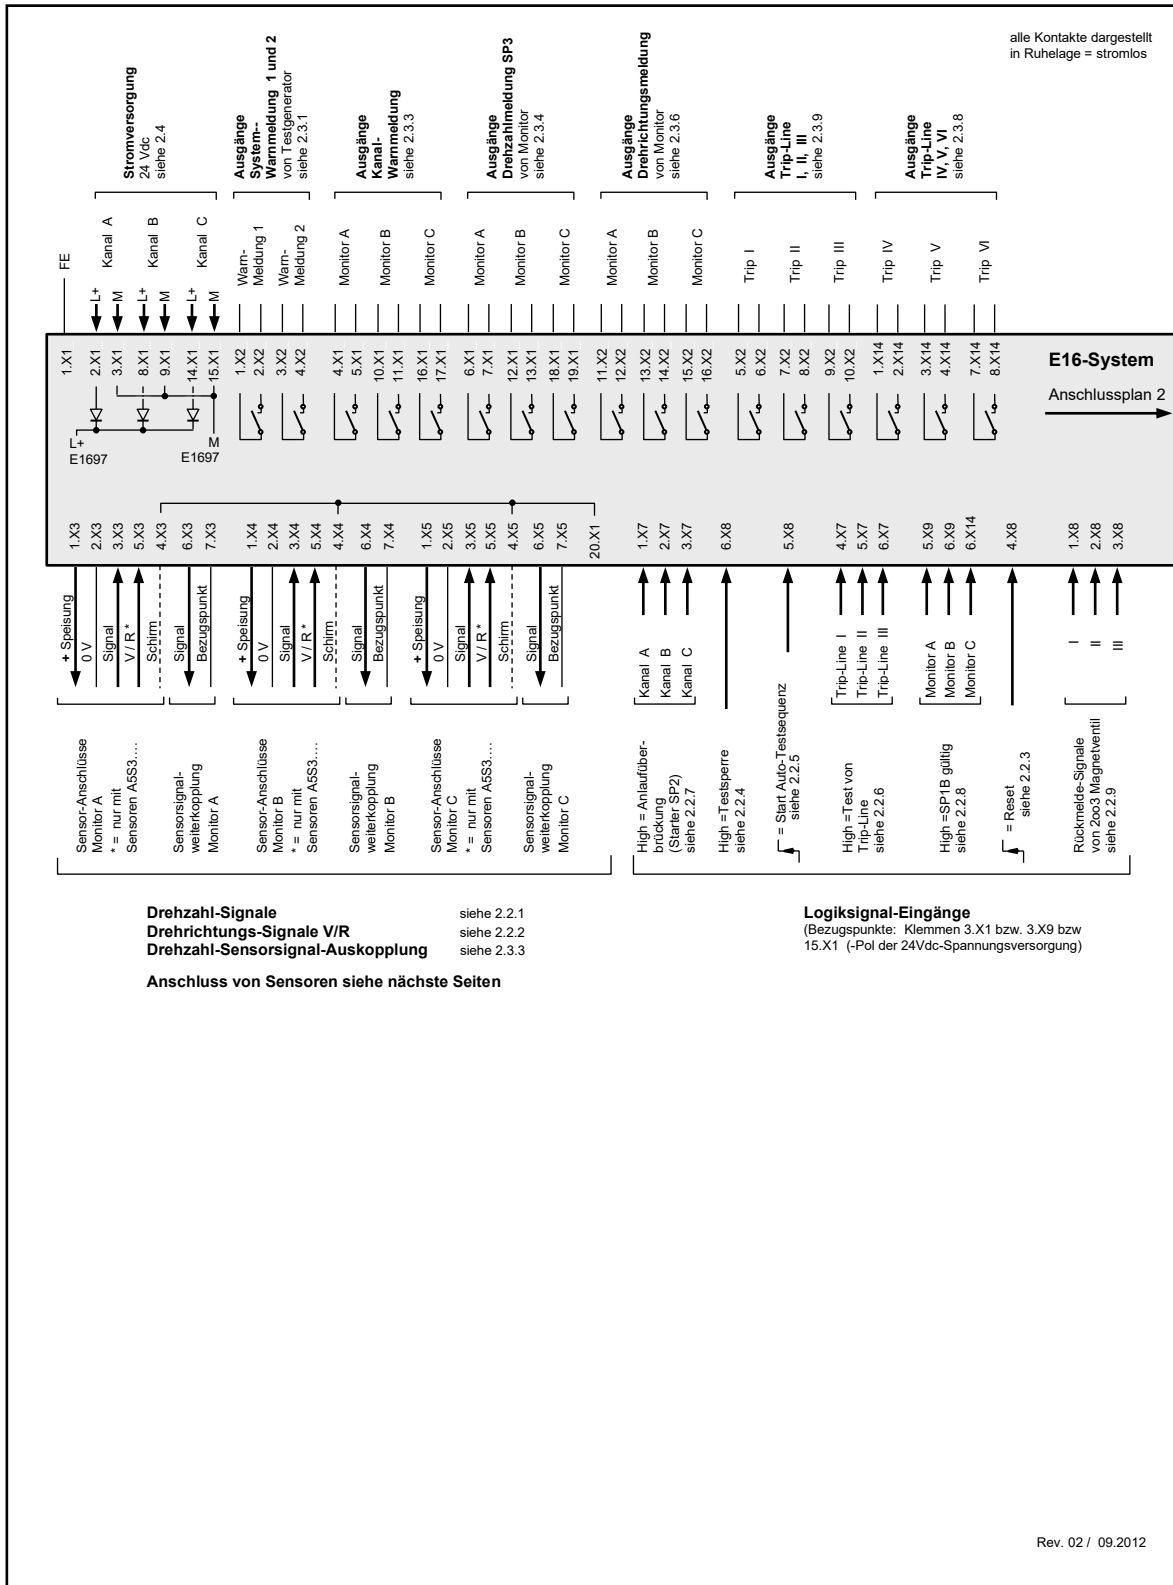 alle Kontakte dargestellt
in Ruhelage = stromlos
Stromversorgung
24 Vdc
siehe 2.4
Ausgänge
System--
Warnmeldung 1 und 2
von Testgenerator
siehe 2.3.1
Ausgänge
Kanal-
Warnmeldung
siehe 2.3.3
Ausgänge
Drehzahlmeldung SP3
von Monitor
siehe 2.3.4
Ausgänge
Drehrichtungsmeldung
von Monitor
siehe 2.3.6
Ausgänge
Trip-Line
I, II, III
siehe 2.3.9
Ausgänge
Trip-Line
IV, V, VI
siehe 2.3.8
FE
L+
Kanal A
M
L+
Kanal B
M
L+
Kanal C
M
Warn-
Meldung 1
Warn-
Meldung 2
Monitor A
Monitor B
Monitor C
Monitor A
Monitor B
Monitor C
Monitor A
Monitor B
Monitor C
Trip I
Trip II
Trip III
Trip IV
Trip V
Trip VI
1.X1
2.X1
3.X1
8.X1
9.X1
14.X1
15.X1
1.X2
2.X2
3.X2
4.X2
4.X1
5.X1
10.X1
11.X1
16.X1
17.X1
6.X1
7.X1
12.X1
13.X1
18.X1
19.X1
11.X2
12.X2
13.X2
14.X2
15.X2
16.X2
5.X2
6.X2
7.X2
8.X2
9.X2
10.X2
1.X14
2.X14
3.X14
4.X14
7.X14
8.X14
E16-System
Anschlussplan 2
L+
E1697
M
E1697
1.X3
2.X3
3.X3
5.X3
4.X3
6.X3
7.X3
1.X4
2.X4
3.X4
5.X4
4.X4
6.X4
7.X4
1.X5
2.X5
3.X5
5.X5
4.X5
6.X5
7.X5
20.X1
1.X7
2.X7
3.X7
6.X8
5.X8
4.X7
5.X7
6.X7
5.X9
6.X9
6.X14
4.X8
1.X8
2.X8
3.X8
+ Speisung
0 V
Signal
V / R *
Schirm
Signal
Bezugspunkt
+ Speisung
0 V
Signal
V / R *
Schirm
Signal
Bezugspunkt
+ Speisung
0 V
Signal
V / R *
Schirm
Signal
Bezugspunkt
Kanal A
Kanal B
Kanal C
Trip-Line I
Trip-Line II
Trip-Line III
Monitor A
Monitor B
Monitor C
I
II
III
Sensor-Anschlüsse
Monitor A
* = nur mit
Sensoren A5S3....
Sensorsignal-
weiterkopplung
Monitor A
Sensor-Anschlüsse
Monitor B
* = nur mit
Sensoren A5S3....
Sensorsignal-
weiterkopplung
Monitor B
Sensor-Anschlüsse
Monitor C
* = nur mit
Sensoren A5S3....
Sensorsignal-
weiterkopplung
Monitor C
High = Anlaufüber-
brückung
(Starter SP2)
siehe 2.2.7
High =Testsperre
siehe 2.2.4
= Start Auto-Testsequenz
siehe 2.2.5
High =Test von
Trip-Line
siehe 2.2.6
High =SP1B gültig
siehe 2.2.8
= Reset
siehe 2.2.3
Rückmelde-Signale
von 2oo3 Magnetventil
siehe 2.2.9
Drehzahl-Signale siehe 2.2.1
Drehrichtungs-Signale V/R siehe 2.2.2
Drehzahl-Sensorsignal-Auskopplung siehe 2.3.3
Anschluss von Sensoren siehe nächste Seiten
Logiksignal-Eingänge
(Bezugspunkte: Klemmen 3.X1 bzw. 3.X9 bzw
15.X1 (-Pol der 24Vdc-Spannungsversorgung)
Rev. 02 / 09.2012